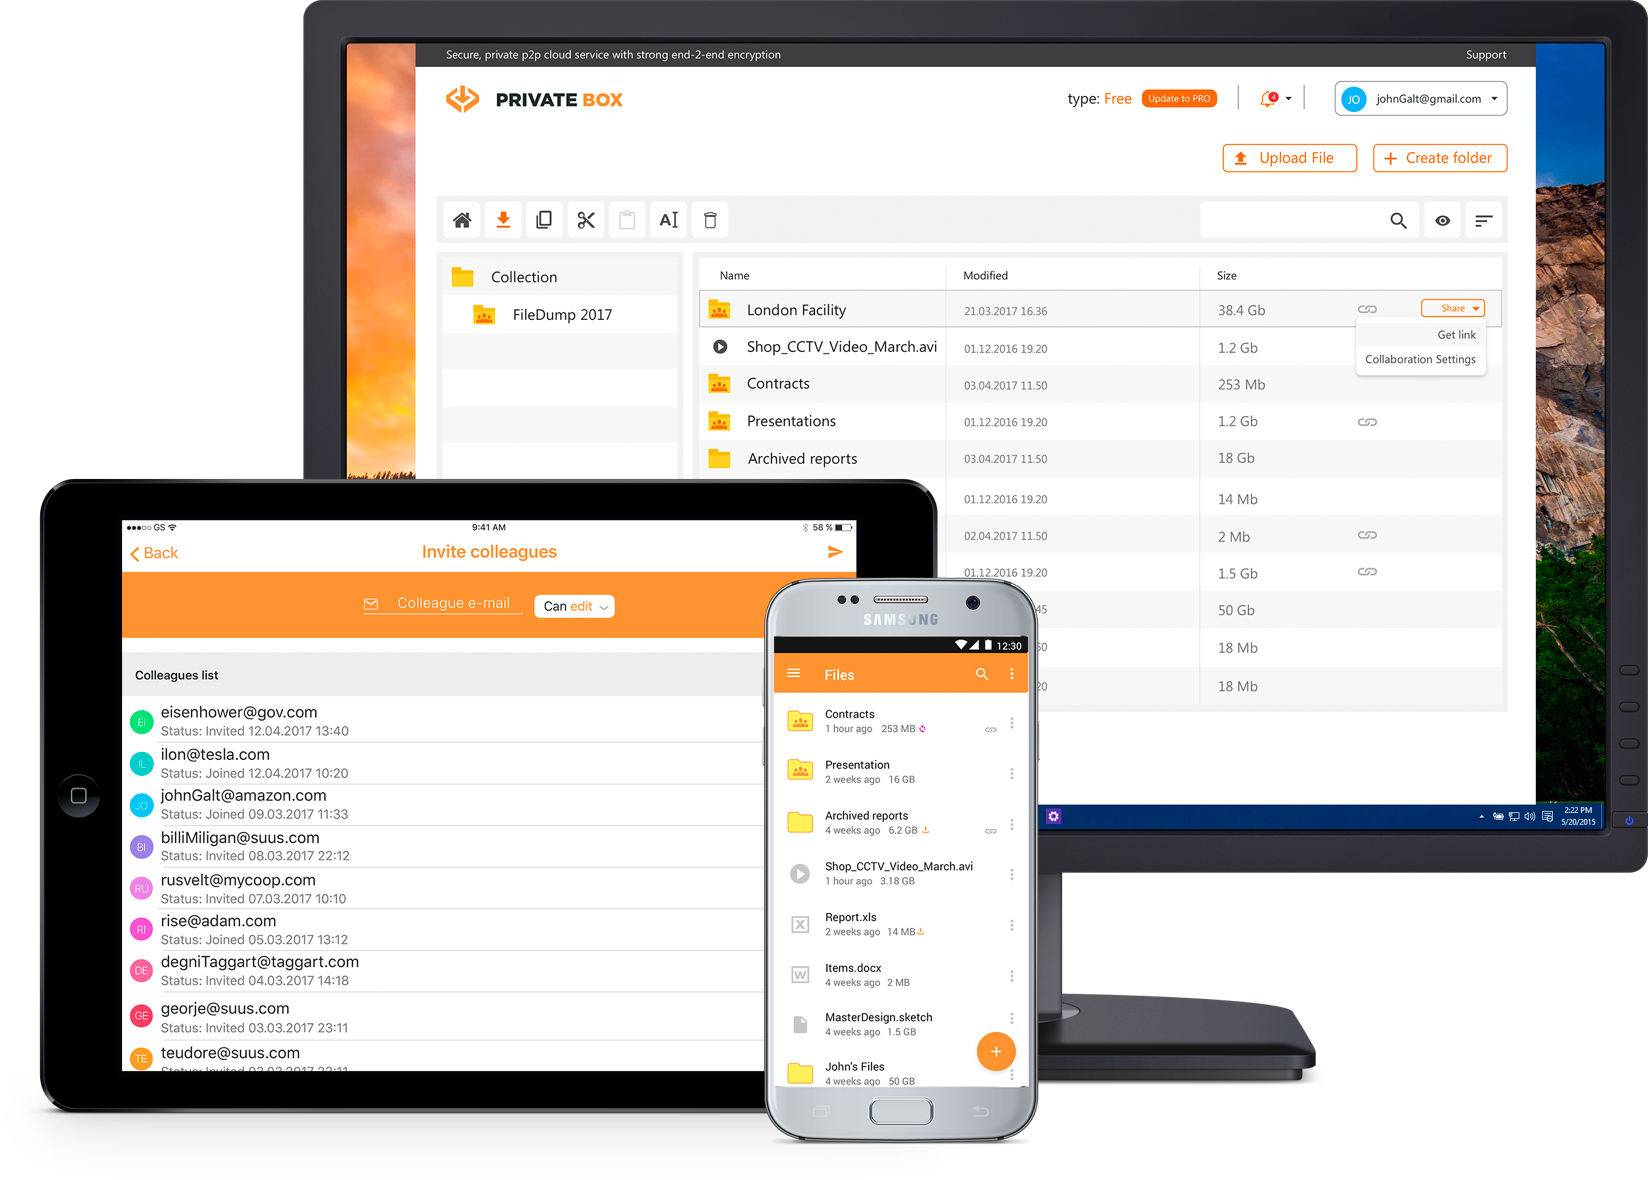 Secure, private p2p cloud service with strong end-2-end encryption
Support
PRIVATE BOX
type: Free
Update to PRO
4
JO
johnGalt@gmail.com
Upload File
Create folder
Collection
FileDump 2017
Name
Modified
Size
London Facility
21.03.2017 16.36
38.4 Gb
Share
Get link
Collaboration Settings
Shop_CCTV_Video_March.avi
01.12.2016 19.20
1.2 Gb
Contracts
03.04.2017 11.50
253 Mb
Presentations
01.12.2016 19.20
1.2 Gb
Archived reports
03.04.2017 11.50
18 Gb
01.12.2016 19.20
14 Mb
02.04.2017 11.50
2 Mb
01.12.2016 19.20
1.5 Gb
45
50 Gb
50
18 Mb
20
18 Mb
2:22 PM
5/20/2015
GS
9:41 AM
58 %
Back
Invite colleagues
Colleague e-mail
Can edit
Colleagues list
EI
eisenhower@gov.com
Status: Invited 12.04.2017 13:40
IL
ilon@tesla.com
Status: Joined 12.04.2017 10:20
JO
johnGalt@amazon.com
Status: Joined 09.03.2017 11:33
BI
billiMiligan@suus.com
Status: Invited 08.03.2017 22:12
RU
rusvelt@mycoop.com
Status: Invited 07.03.2017 10:10
RI
rise@adam.com
Status: Joined 05.03.2017 13:12
DE
degniTaggart@taggart.com
Status: Invited 04.03.2017 14:18
GE
georje@suus.com
Status: Invited 03.03.2017 23:11
TE
teudore@suus.com
Status: Invited 03.03.2017 23:11
SAMSUNG
12:30
Files
Contracts
1 hour ago 253 MB
Presentation
2 weeks ago 16 GB
Archived reports
4 weeks ago 6.2 GB
Shop_CCTV_Video_March.avi
1 hour ago 3.18 GB
X
Report.xls
2 weeks ago 14 MB
W
Items.docx
4 weeks ago 2 MB
MasterDesign.sketch
4 weeks ago 1.5 GB
John's Files
4 weeks ago 50 GB